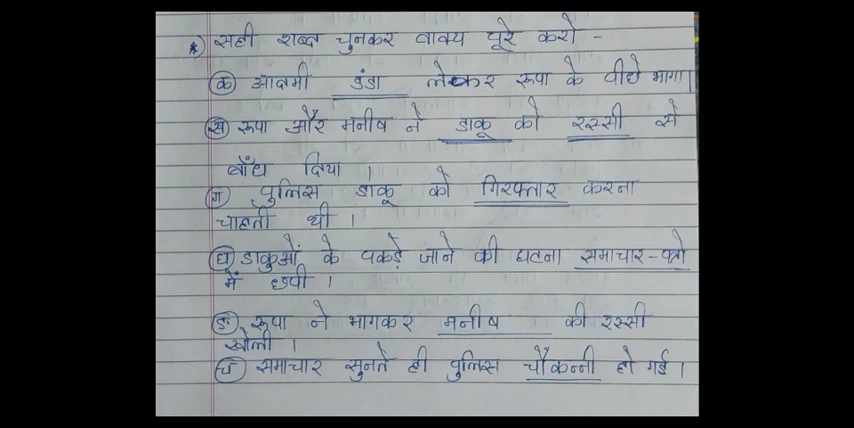 * सही शब्द चुनकर वाक्य पूरे करो -
क आदमी डंडा लेकर रूपा के पीछे भागा।
ख रूपा और मनीष ने डाकू को रस्सी से
बाँध दिया ।
ग पुलिस डाकू को गिरफ्तार करना
चाहती थी ।
घ डाकुओं के पकड़े जाने की घटना समाचार - पत्रो
में छपी ।
ङ रूपा ने भागकर मनीष की रस्सी
खोली ।
च समाचार सुनते ही पुलिस चौकन्नी हो गई ।